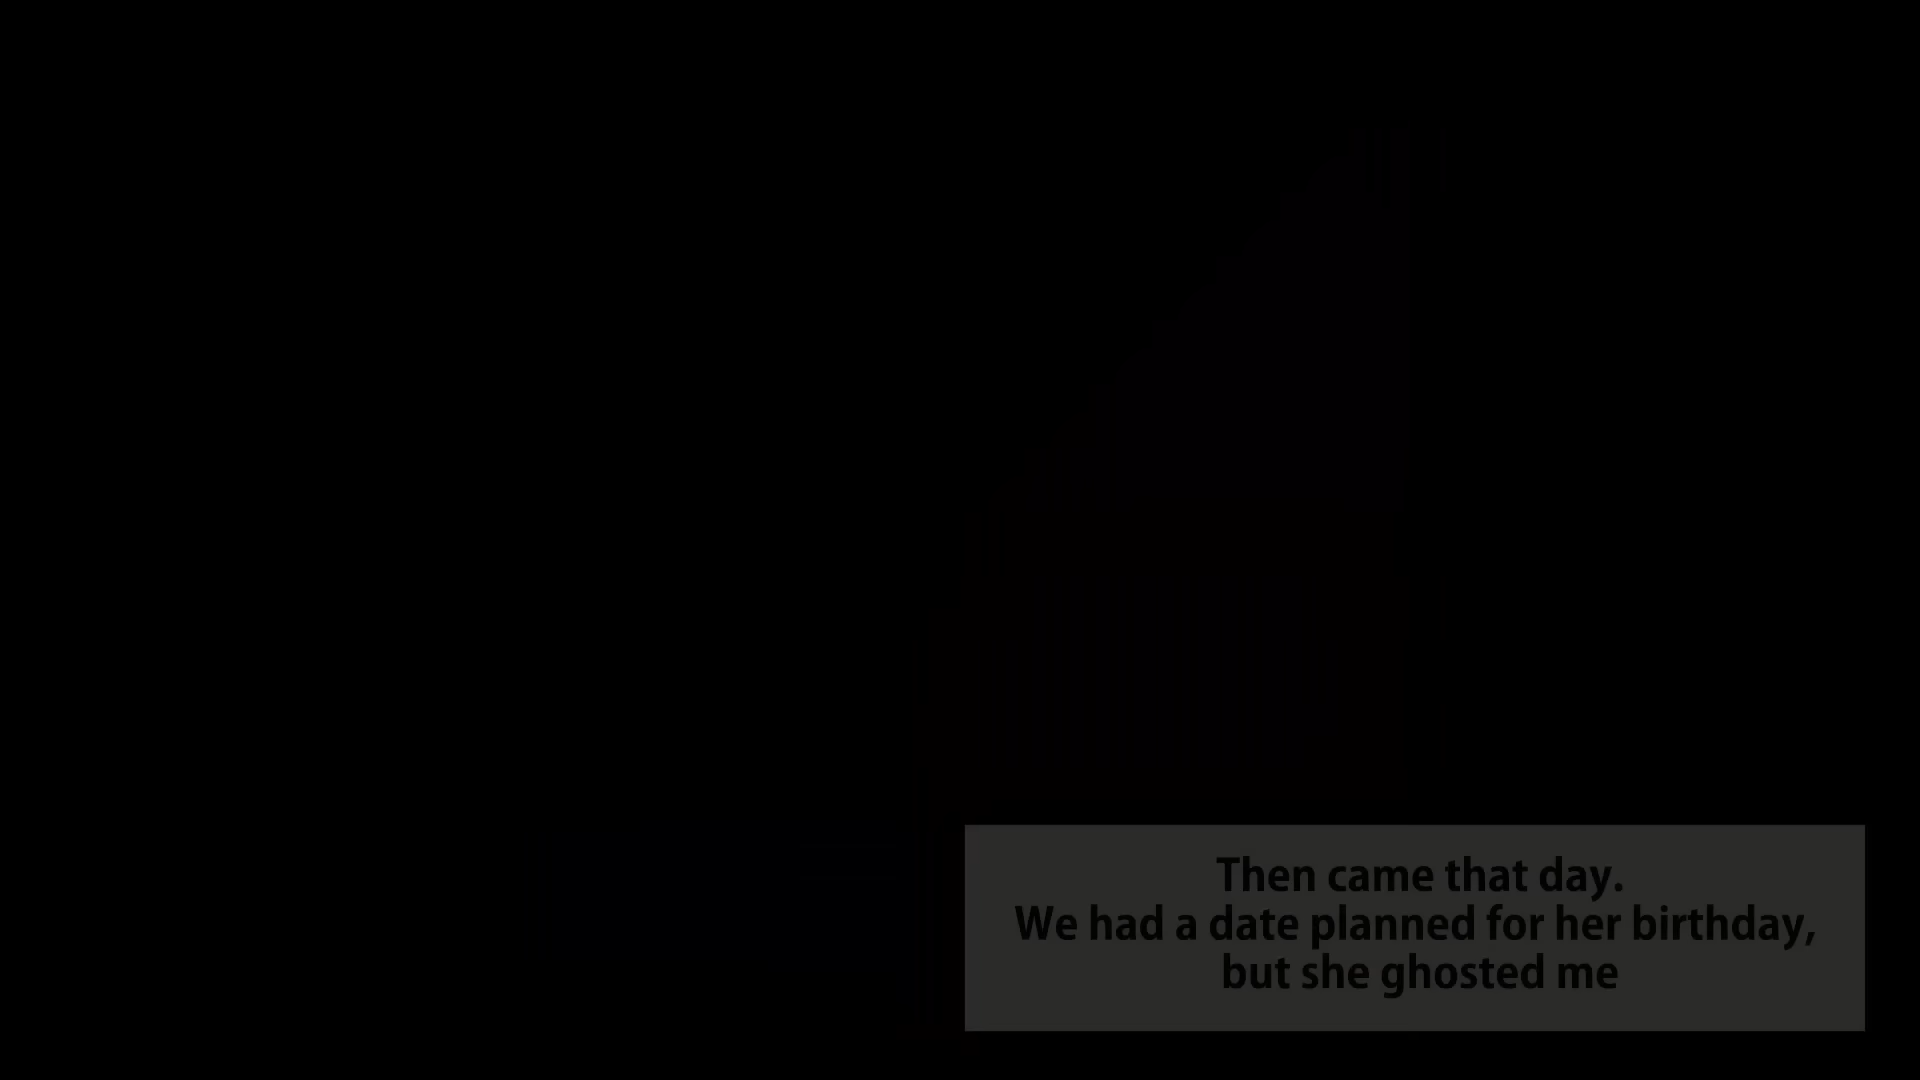 Then came that day.
We had a date planned for her birthday,
but she ghosted me